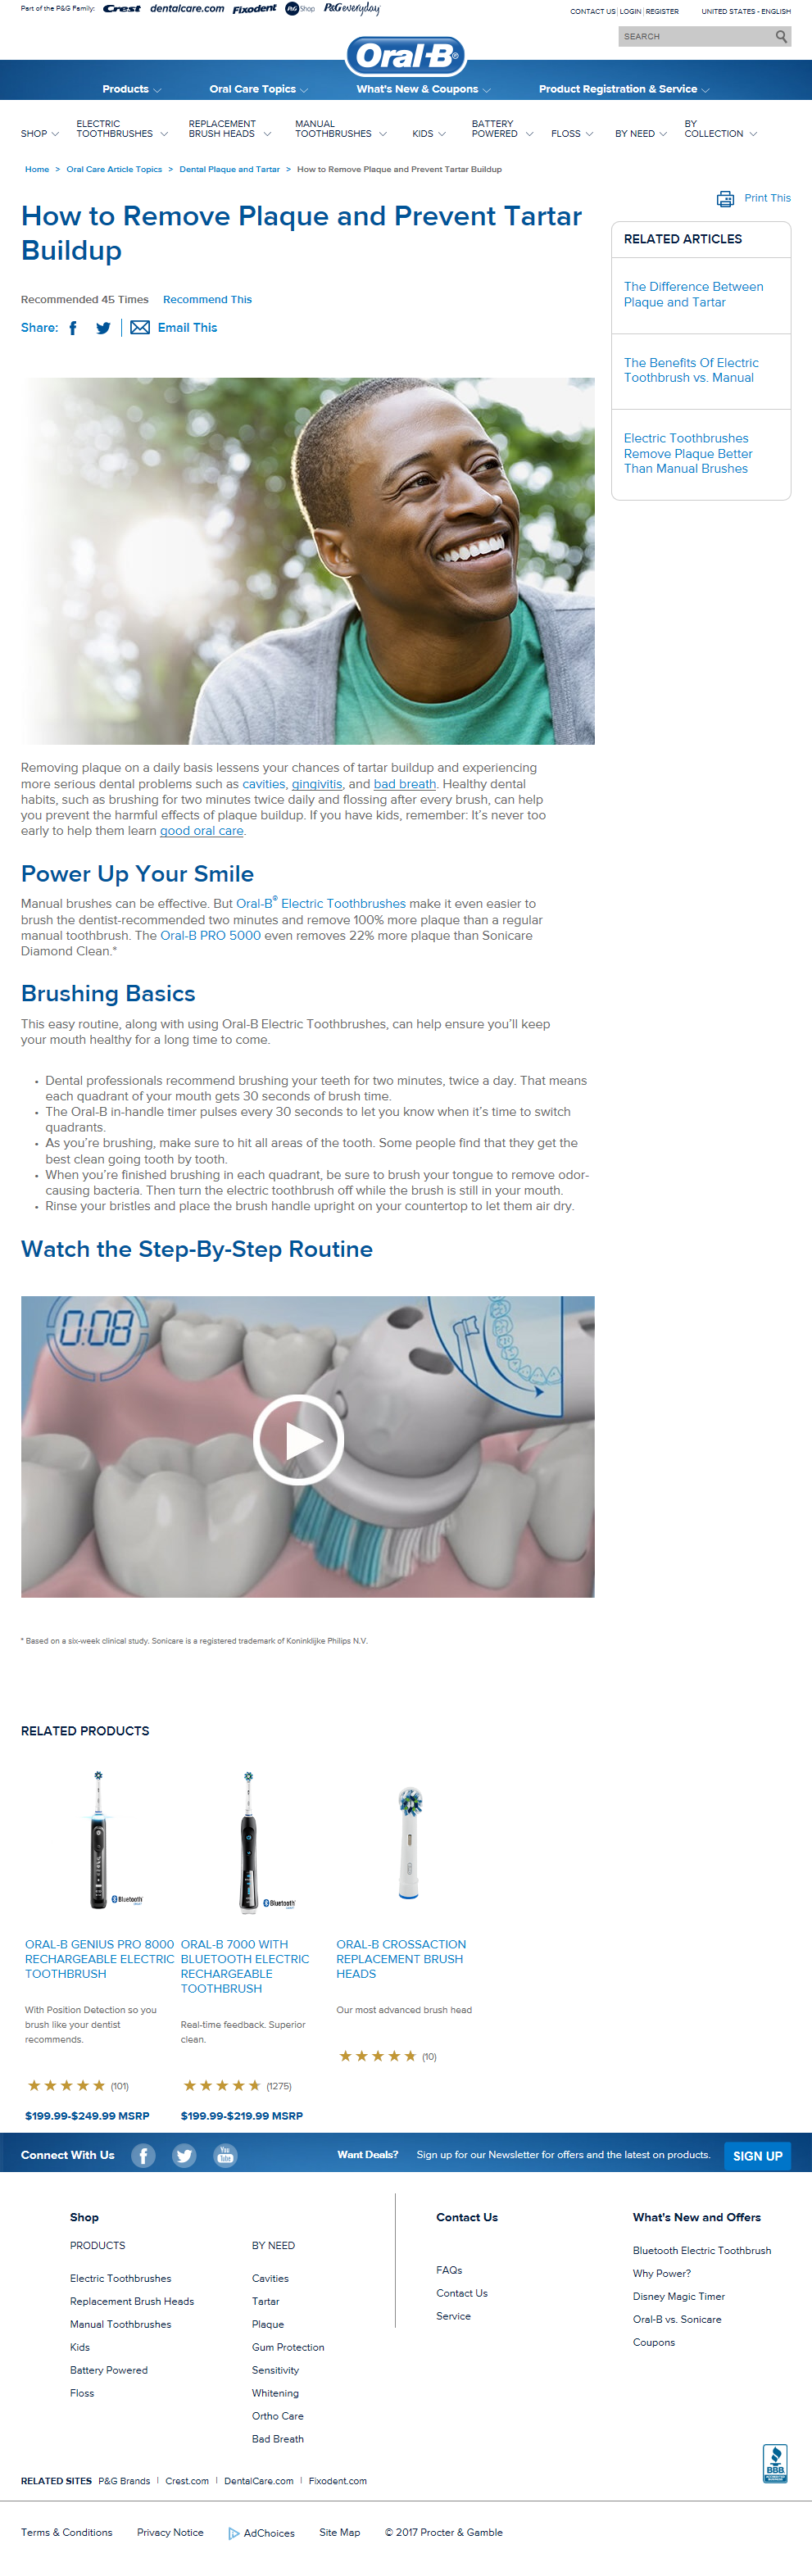 Part of the P&G Family: Crest dentalcare.com Fixodent P&G Shop P&Geveryday
CONTACT US | LOGIN | REGISTER UNITED STATES - ENGLISH
SEARCH
Oral-B®
Products Oral Care Topics What's New & Coupons Product Registration & Service
SHOP ELECTRIC TOOTHBRUSHES REPLACEMENT BRUSH HEADS MANUAL TOOTHBRUSHES KIDS BATTERY POWERED FLOSS BY NEED BY COLLECTION
Home > Oral Care Article Topics > Dental Plaque and Tartar > How to Remove Plaque and Prevent Tartar Buildup
Print This
How to Remove Plaque and Prevent Tartar
Buildup
Recommended 45 Times Recommend This
Share: Email This
RELATED ARTICLES
The Difference Between
Plaque and Tartar
The Benefits Of Electric
Toothbrush vs. Manual
Electric Toothbrushes
Remove Plaque Better
Than Manual Brushes
Removing plaque on a daily basis lessens your chances of tartar buildup and experiencing
more serious dental problems such as cavities, gingivitis, and bad breath. Healthy dental
habits, such as brushing for two minutes twice daily and flossing after every brush, can help
you prevent the harmful effects of plaque buildup. If you have kids, remember: It's never too
early to help them learn good oral care.
Power Up Your Smile
Manual brushes can be effective. But Oral-B® Electric Toothbrushes make it even easier to
brush the dentist-recommended two minutes and remove 100% more plaque than a regular
manual toothbrush. The Oral-B PRO 5000 even removes 22% more plaque than Sonicare
Diamond Clean.*
Brushing Basics
This easy routine, along with using Oral-B Electric Toothbrushes, can help ensure you'll keep
your mouth healthy for a long time to come.
• Dental professionals recommend brushing your teeth for two minutes, twice a day. That means
each quadrant of your mouth gets 30 seconds of brush time.
• The Oral-B in-handle timer pulses every 30 seconds to let you know when it's time to switch
quadrants.
• As you're brushing, make sure to hit all areas of the tooth. Some people find that they get the
best clean going tooth by tooth.
• When you're finished brushing in each quadrant, be sure to brush your tongue to remove odor-
causing bacteria. Then turn the electric toothbrush off while the brush is still in your mouth.
• Rinse your bristles and place the brush handle upright on your countertop to let them air dry.
Watch the Step-By-Step Routine
0:08
* Based on a six-week clinical study. Sonicare is a registered trademark of Koninklijke Philips N.V.
RELATED PRODUCTS
Bluetooth
Bluetooth
ORAL-B GENIUS PRO 8000
RECHARGEABLE ELECTRIC
TOOTHBRUSH
With Position Detection so you
brush like your dentist
recommends.
(101)
$199.99-$249.99 MSRP
ORAL-B 7000 WITH
BLUETOOTH ELECTRIC
RECHARGEABLE
TOOTHBRUSH
Real-time feedback. Superior
clean.
(1275)
$199.99-$219.99 MSRP
ORAL-B CROSSACTION
REPLACEMENT BRUSH
HEADS
Our most advanced brush head
(10)
Connect With Us You Tube Want Deals? Sign up for our Newsletter for offers and the latest on products. SIGN UP
Shop
PRODUCTS
Electric Toothbrushes
Replacement Brush Heads
Manual Toothbrushes
Kids
Battery Powered
Floss
BY NEED
Cavities
Tartar
Plaque
Gum Protection
Sensitivity
Whitening
Ortho Care
Bad Breath
Contact Us
FAQs
Contact Us
Service
What's New and Offers
Bluetooth Electric Toothbrush
Why Power?
Disney Magic Timer
Oral-B vs. Sonicare
Coupons
BBB
RELATED SITES P&G Brands | Crest.com | DentalCare.com | Fixodent.com
Terms & Conditions Privacy Notice AdChoices Site Map © 2017 Procter & Gamble